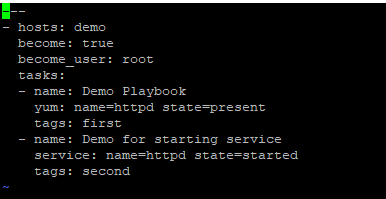 ---
- hosts: demo
  become: true
  become_user: root
  tasks:
  - name: Demo Playbook
    yum: name=httpd state=present
    tags: first
  - name: Demo for starting service
    service: name=httpd state=started
    tags: second
~